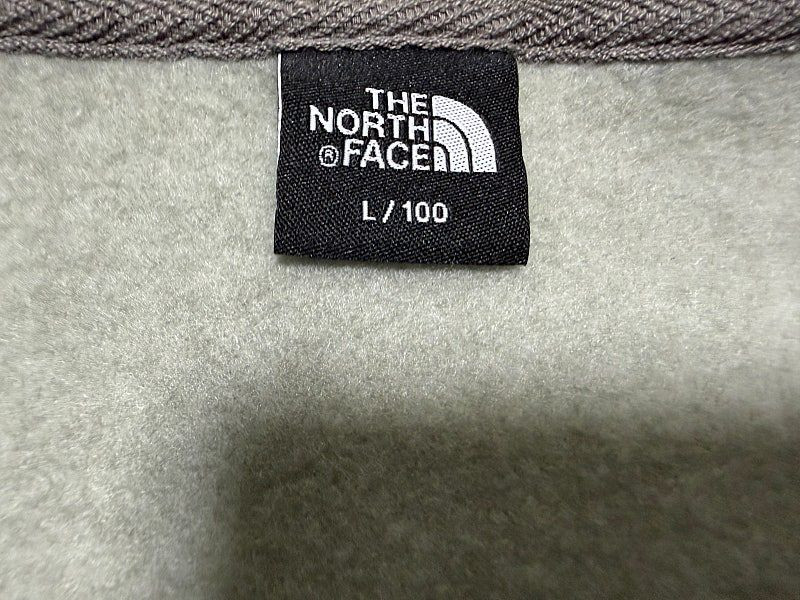 THE
NORTH
® FACE
L / 100